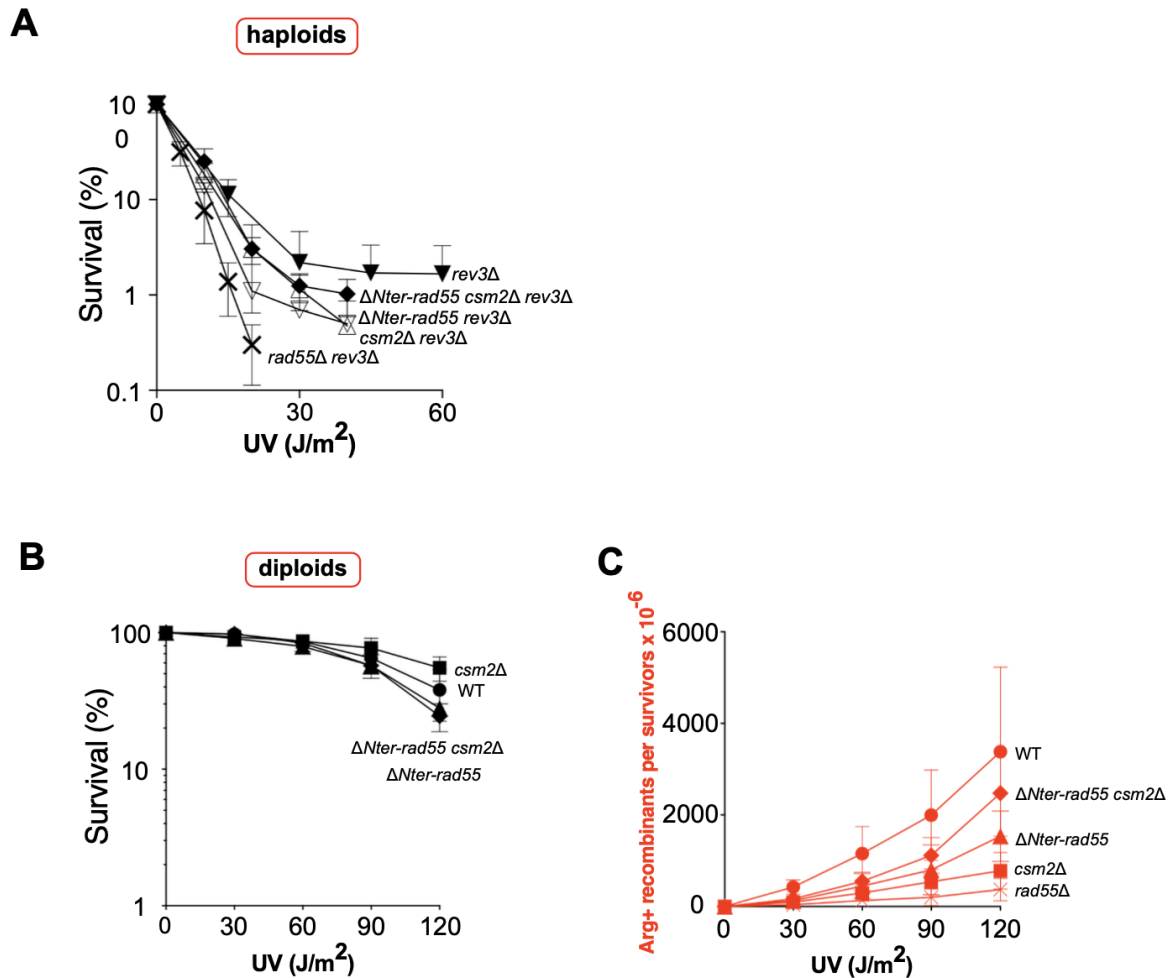 A
haploids
10
0
10
1
0.1
Survival (%)
rev3Δ
ΔNter-rad55 csm2Δ rev3Δ
ΔNter-rad55 rev3Δ
csm2Δ rev3Δ
rad55Δ rev3Δ
0 30 60
UV (J/m2)
B
diploids
100
10
1
Survival (%)
csm2Δ
WT
ΔNter-rad55 csm2Δ
ΔNter-rad55
0 30 60 90 120
UV (J/m2)
C
Arg+ recombinants per survivors x 10-6
6000
4000
2000
0
WT
ΔNter-rad55 csm2Δ
ΔNter-rad55
csm2Δ
rad55Δ
0 30 60 90 120
UV (J/m2)